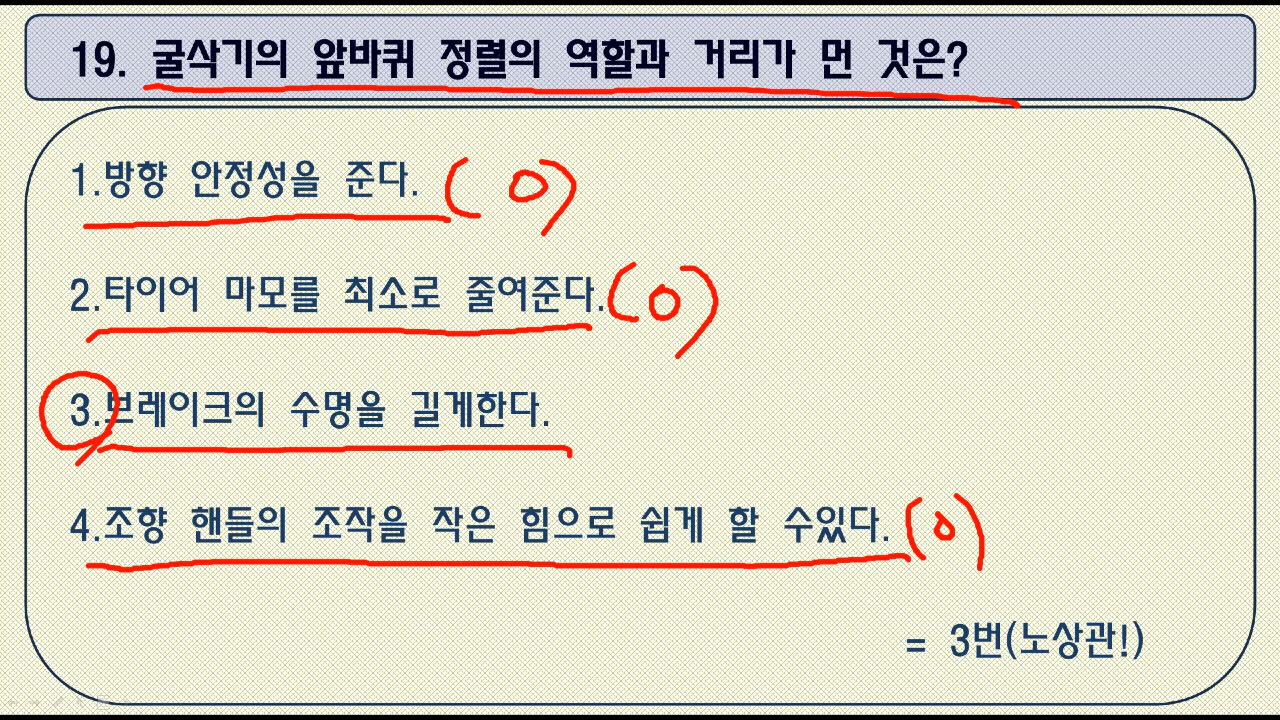 19. 굴삭기의 앞바퀴 정렬의 역할과 거리가 먼 것은?
1.방향 안정성을 준다. ( O )
2.타이어 마모를 최소로 줄여준다. ( O )
3.브레이크의 수명을 길게한다.
4.조향 핸들의 조작을 작은 힘으로 쉽게 할 수있다. ( O )
= 3번(노상관!)